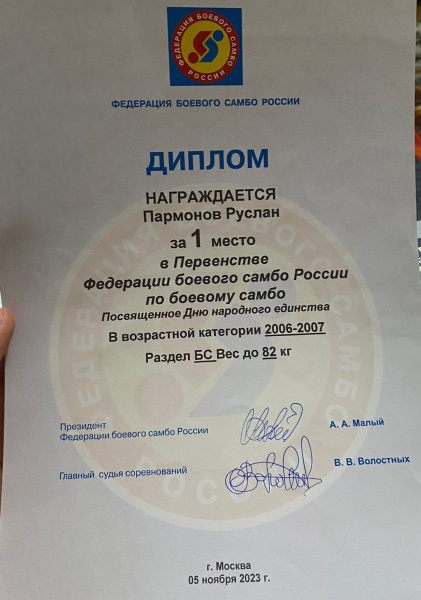 ФЕДЕРАЦИЯ БОЕВОГО САМБО
РОССИИ
ФЕДЕРАЦИЯ БОЕВОГО САМБО РОССИИ
ДИПЛОМ
НАГРАЖДАЕТСЯ
Пармонов Руслан
за 1 место
в Первенстве
Федерации боевого самбо России
по боевому самбо
Посвященное Дню народного единства
В возрастной категории 2006-2007
Раздел БС Вес до 82 кг
Президент
Федерации боевого самбо России
А. А. Малый
Главный судья соревнований
В. В. Волостных
г. Москва
05 ноября 2023 г.